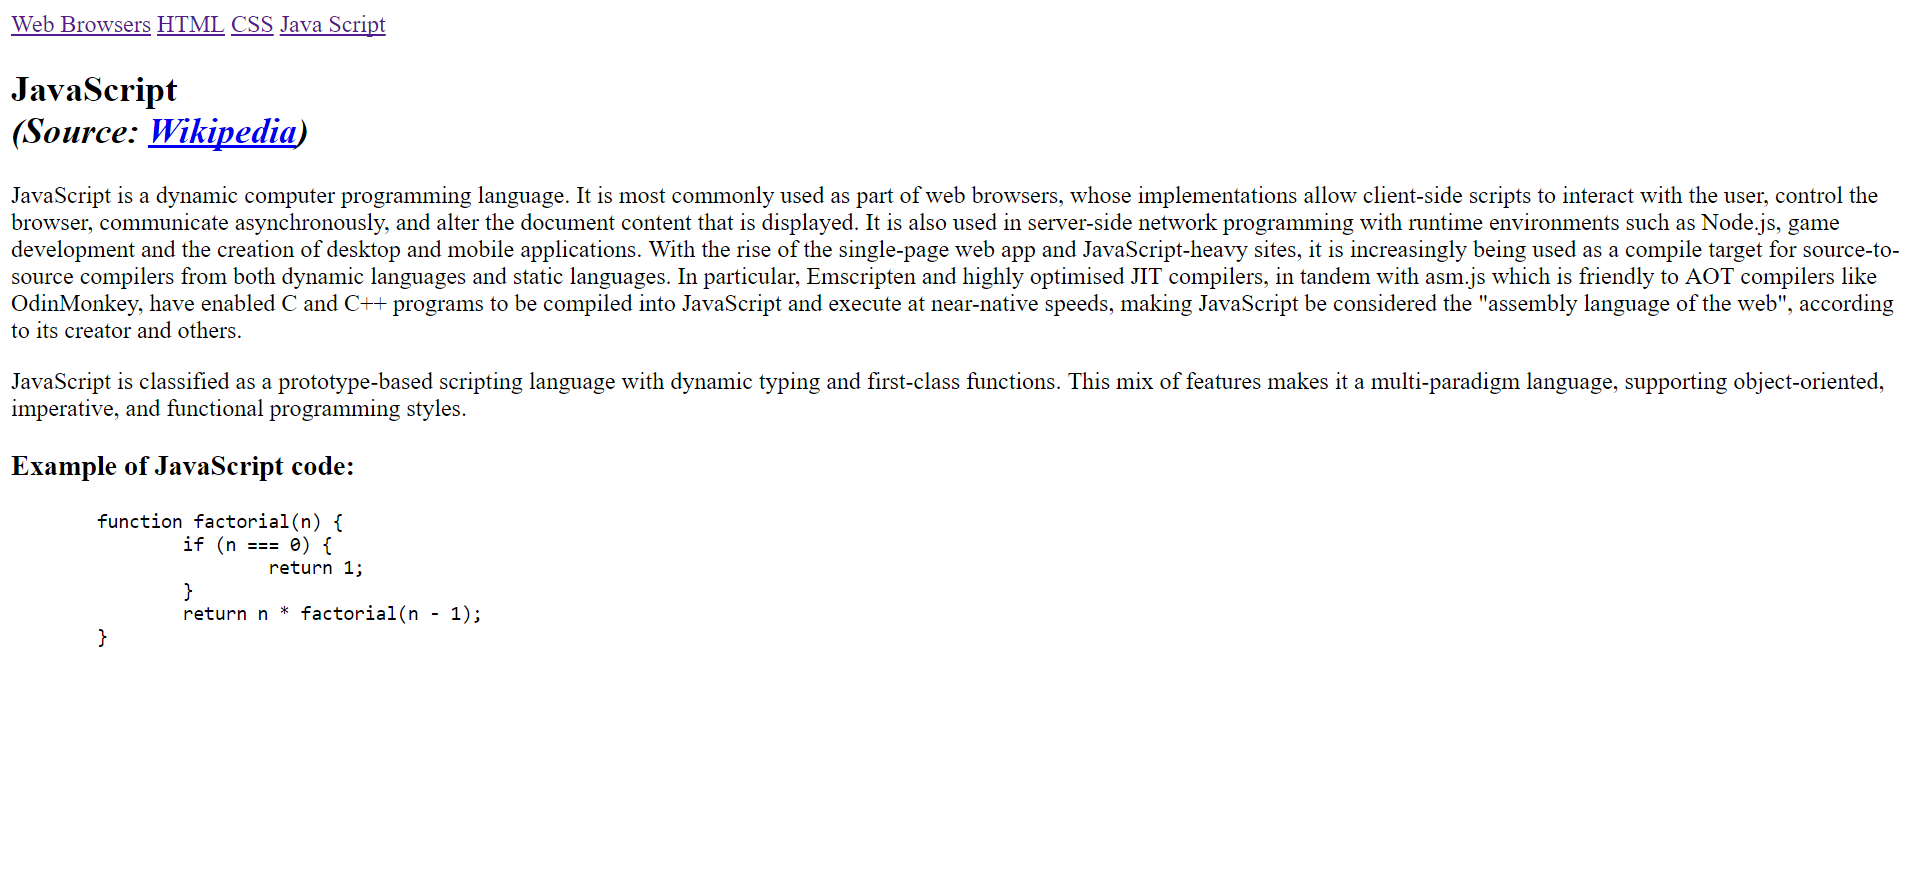 Web Browsers HTML CSS Java Script
JavaScript
(Source: Wikipedia)
JavaScript is a dynamic computer programming language. It is most commonly used as part of web browsers, whose implementations allow client-side scripts to interact with the user, control the
browser, communicate asynchronously, and alter the document content that is displayed. It is also used in server-side network programming with runtime environments such as Node.js, game
development and the creation of desktop and mobile applications. With the rise of the single-page web app and JavaScript-heavy sites, it is increasingly being used as a compile target for source-to-
source compilers from both dynamic languages and static languages. In particular, Emscripten and highly optimised JIT compilers, in tandem with asm.js which is friendly to AOT compilers like
OdinMonkey, have enabled C and C++ programs to be compiled into JavaScript and execute at near-native speeds, making JavaScript be considered the "assembly language of the web", according
to its creator and others.
JavaScript is classified as a prototype-based scripting language with dynamic typing and first-class functions. This mix of features makes it a multi-paradigm language, supporting object-oriented,
imperative, and functional programming styles.
Example of JavaScript code:
function factorial(n) {
if (n === 0) {
return 1;
}
return n * factorial(n - 1);
}